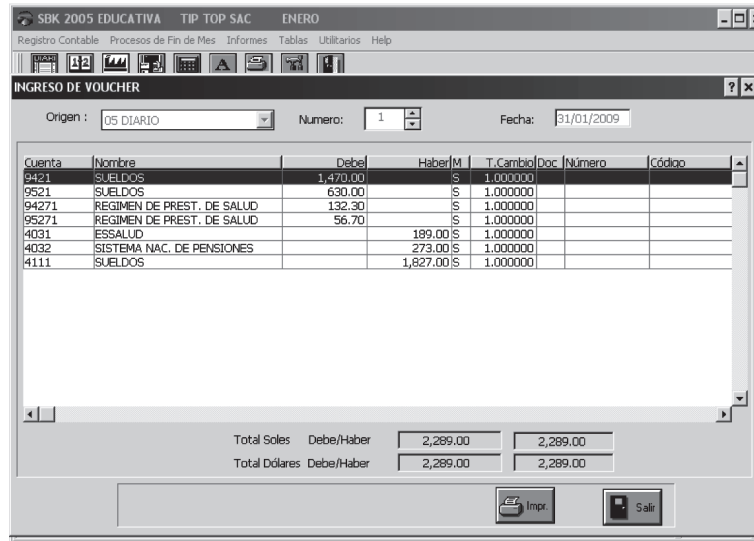 SBK 2005 EDUCATIVA TIP TOP SAC ENERO
Registro Contable Procesos de Fin de Mes Informes Tablas Utilitarios Help
INGRESO DE VOUCHER
Origen : 05 DIARIO Numero: 1 Fecha: 31/01/2009
Cuenta Nombre Debe Haber M T.Cambio Doc Número Código
9421 SUELDOS 1,470.00 S 1.000000
9521 SUELDOS 630.00 S 1.000000
94271 REGIMEN DE PREST. DE SALUD 132.30 S 1.000000
95271 REGIMEN DE PREST. DE SALUD 56.70 S 1.000000
4031 ESSALUD 189.00 S 1.000000
4032 SISTEMA NAC. DE PENSIONES 273.00 S 1.000000
4111 SUELDOS 1,827.00 S 1.000000
Total Soles Debe/Haber 2,289.00 2,289.00
Total Dólares Debe/Haber 2,289.00 2,289.00
Impr. Salir